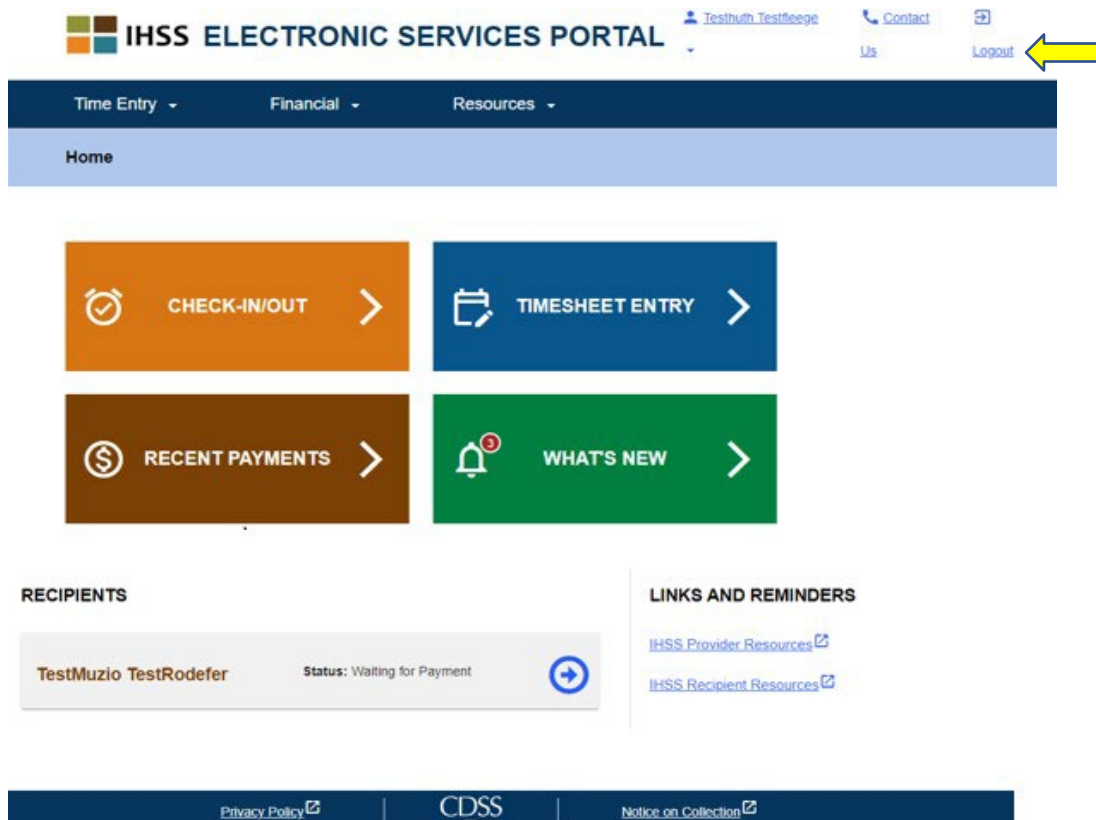 IHSS ELECTRONIC SERVICES PORTAL
Testhuth Testfleege
Contact Us
Logout
Time Entry
Financial
Resources
Home
CHECK-IN/OUT
TIMESHEET ENTRY
RECENT PAYMENTS
3
WHAT'S NEW
RECIPIENTS
TestMuzio TestRodefer
Status: Waiting for Payment
LINKS AND REMINDERS
IHSS Provider Resources
IHSS Recipient Resources
Privacy Policy
CDSS
Notice on Collection